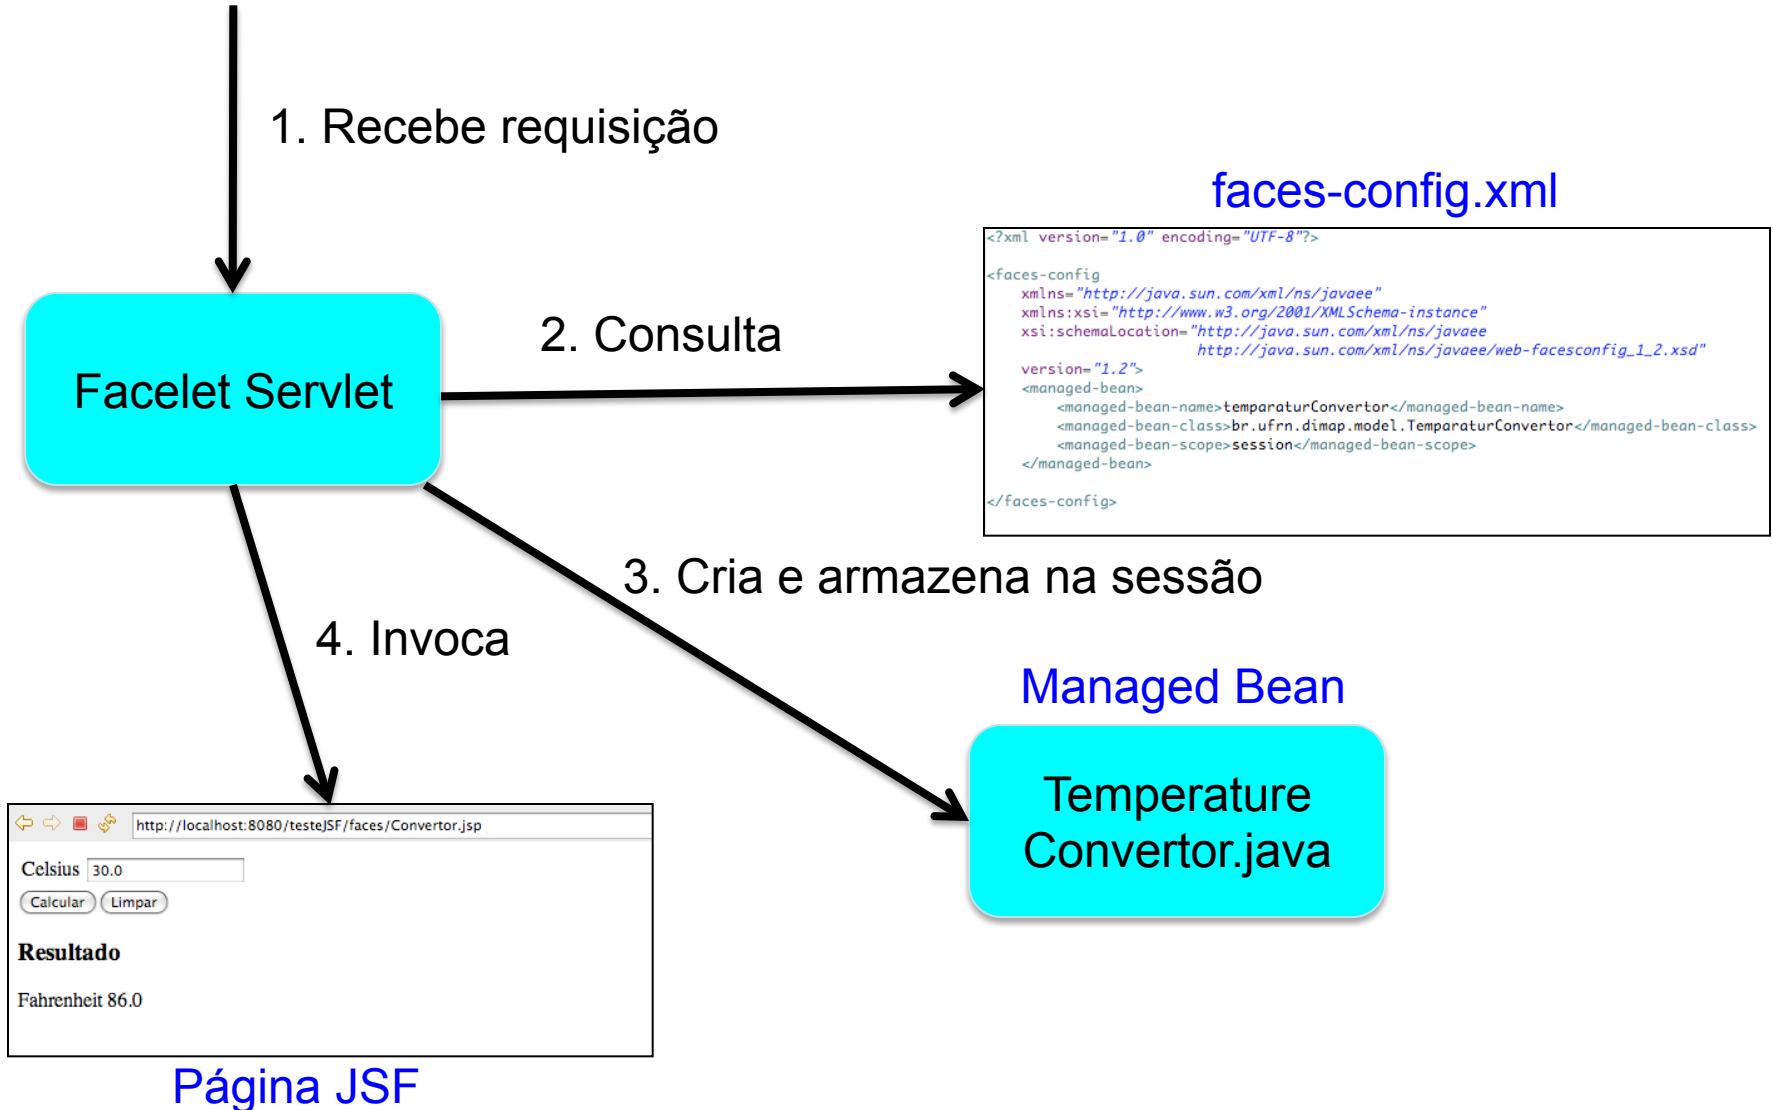 1. Recebe requisição
faces-config.xml
<?xml version="1.0" encoding="UTF-8"?>
<faces-config
xmlns="http://java.sun.com/xml/ns/javaee"
xmlns:xsi="http://www.w3.org/2001/XMLSchema-instance"
xsi:schemaLocation="http://java.sun.com/xml/ns/javaee
http://java.sun.com/xml/ns/javaee/web-facesconfig_1_2.xsd"
version="1.2">
<managed-bean>
<managed-bean-name>temparaturConvertor</managed-bean-name>
<managed-bean-class>br.ufrn.dimap.model.TemparaturConvertor</managed-bean-class>
<managed-bean-scope>session</managed-bean-scope>
</managed-bean>
</faces-config>
2. Consulta
Facelet Servlet
3. Cria e armazena na sessão
4. Invoca
Managed Bean
Temperature
Convertor.java
http://localhost:8080/testeJSF/faces/Convertor.jsp
Celsius 30.0
Calcular Limpar
Resultado
Fahrenheit 86.0
Página JSF